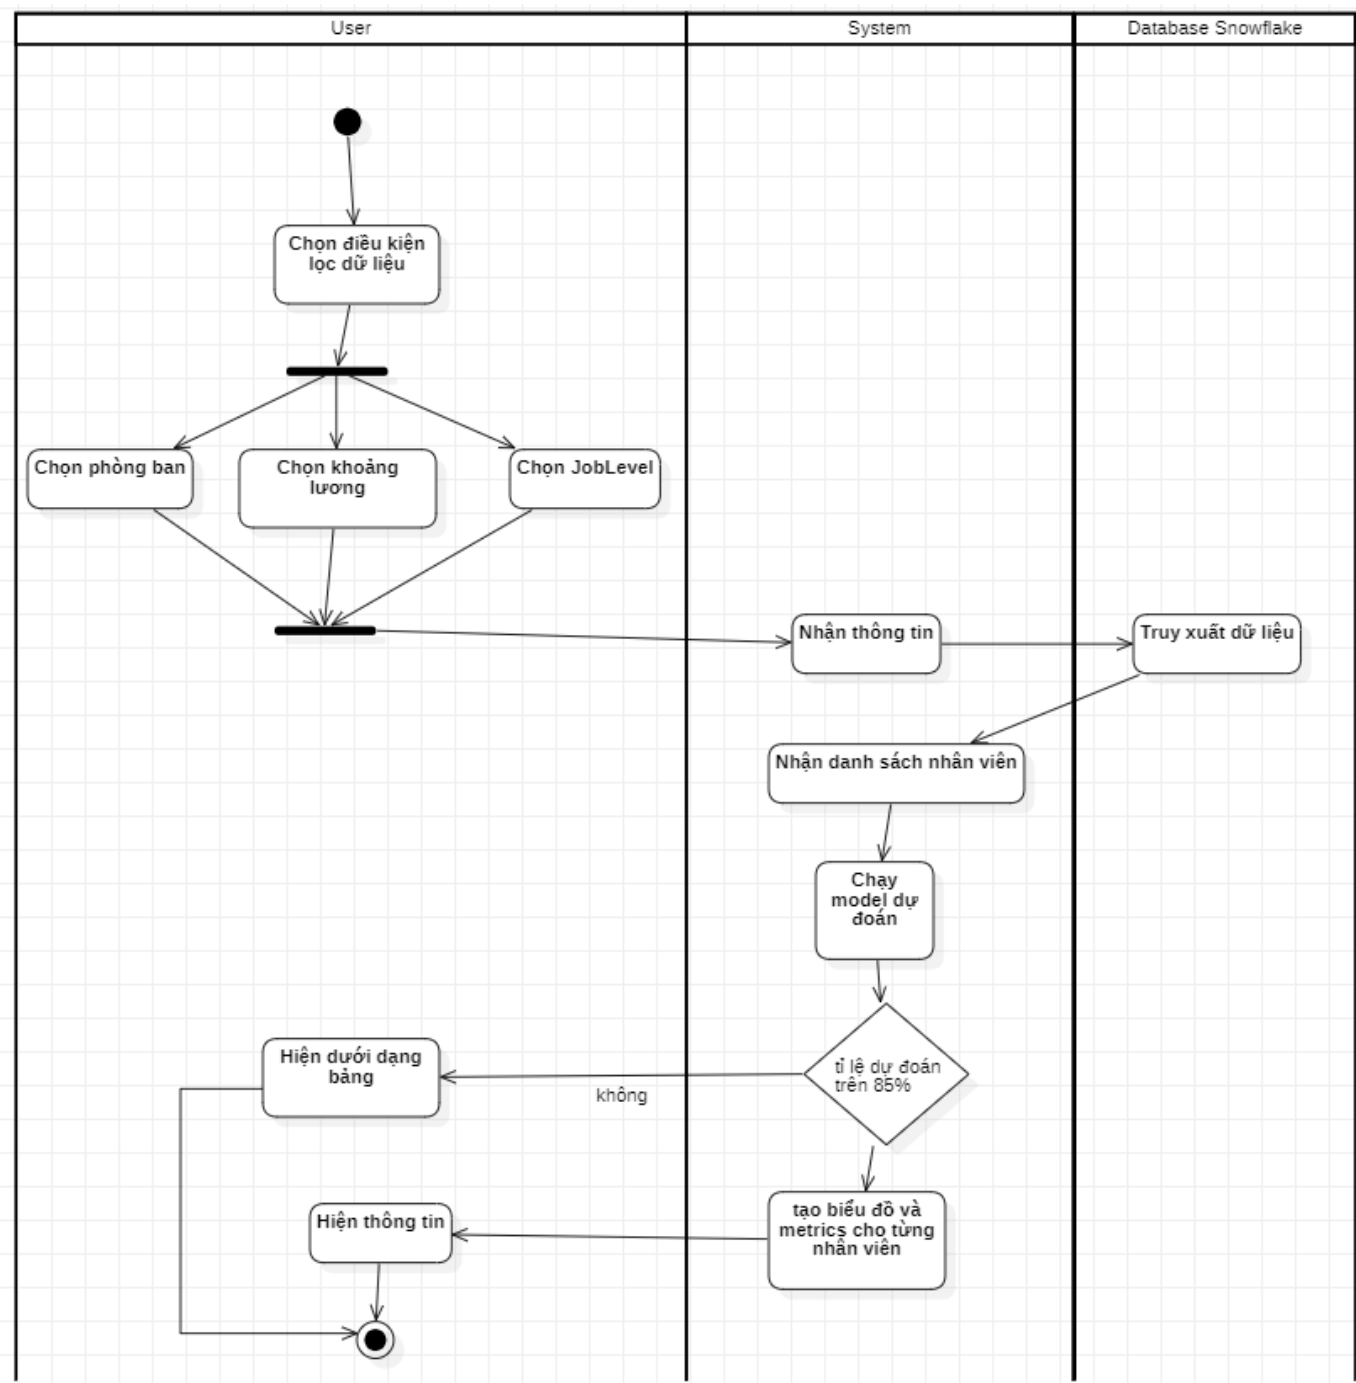 User
System
Database Snowflake
Chọn điều kiện
lọc dữ liệu
Chọn phòng ban
Chọn khoảng
lương
Chọn JobLevel
Nhận thông tin
Truy xuất dữ liệu
Nhận danh sách nhân viên
Chạy
model dự
đoán
tỉ lệ dự đoán
trên 85%
không
Hiện dưới dạng
bảng
tạo biểu đồ và
metrics cho từng
nhân viên
Hiện thông tin